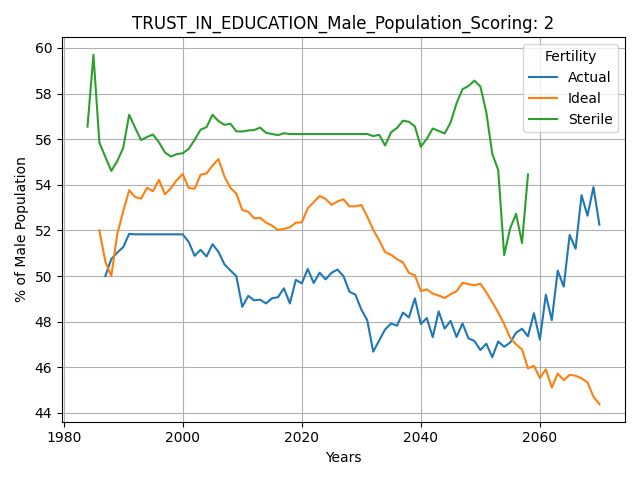 TRUST_IN_EDUCATION_Male_Population_Scoring: 2
% of Male Population
60
58
56
54
52
50
48
46
44
Fertility
Actual
Ideal
Sterile
1980
2000
2020
2040
2060
Years